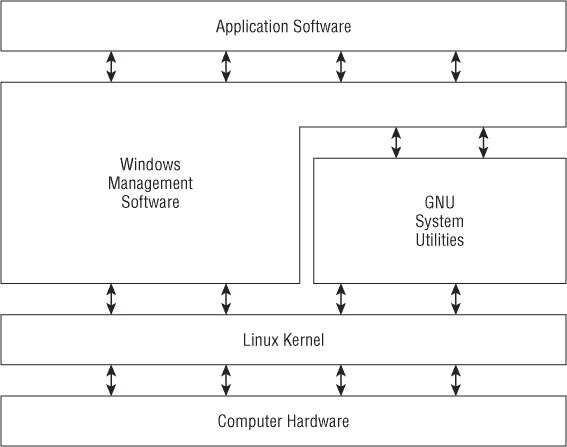 Application Software
Windows
Management
Software
GNU
System
Utilities
Linux Kernel
Computer Hardware